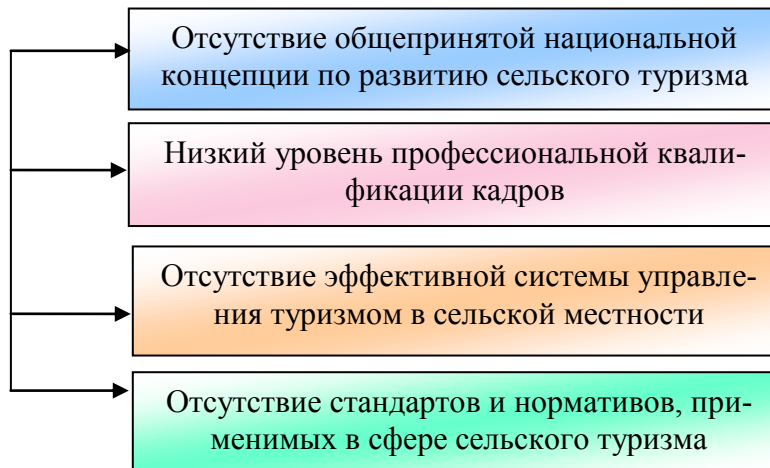 Отсутствие общепринятой национальной
концепции по развитию сельского туризма
Низкий уровень профессиональной квали-
фикации кадров
Отсутствие эффективной системы управле-
ния туризмом в сельской местности
Отсутствие стандартов и нормативов, при-
менимых в сфере сельского туризма